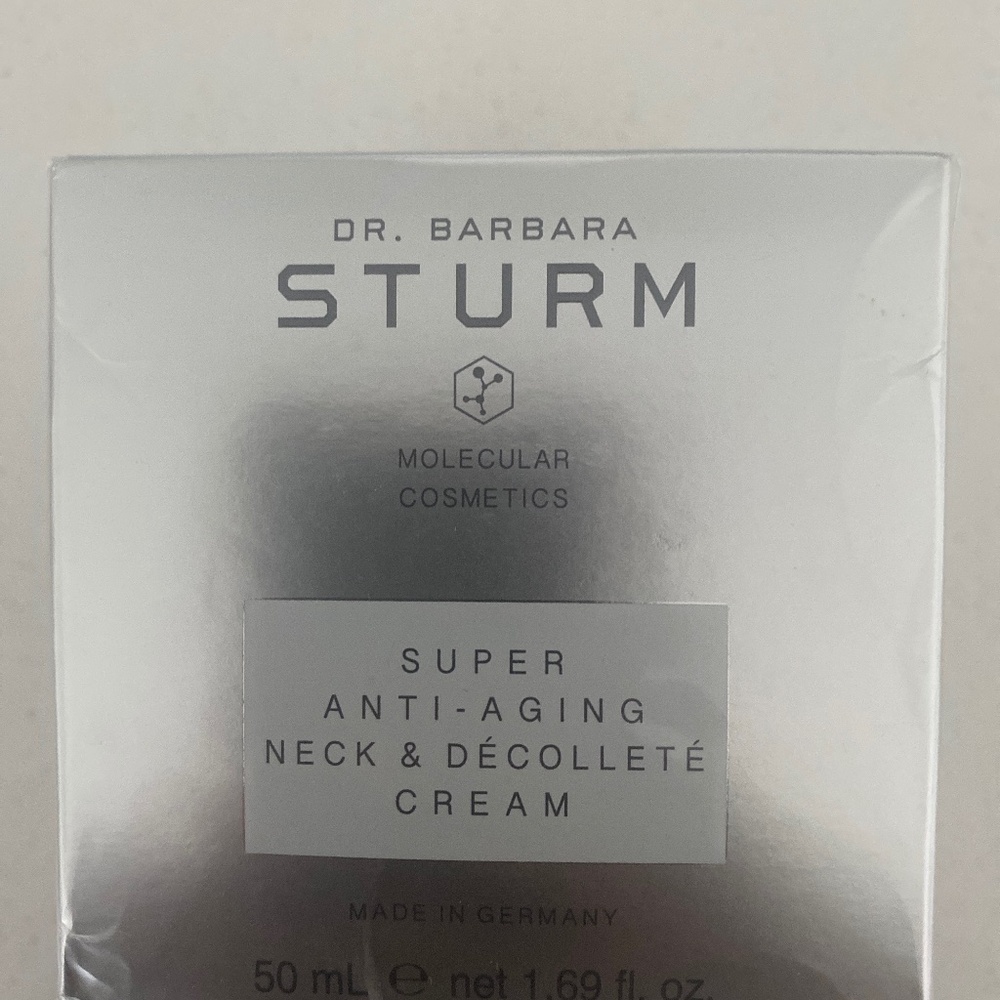 DR. BARBARA
STURM
MOLECULAR
COSMETICS
SUPER
ANTI-AGING
NECK & DÉCOLLETÉ
CREAM
MADE IN GERMANY
50 mL ℮ net 1.69 fl. oz.